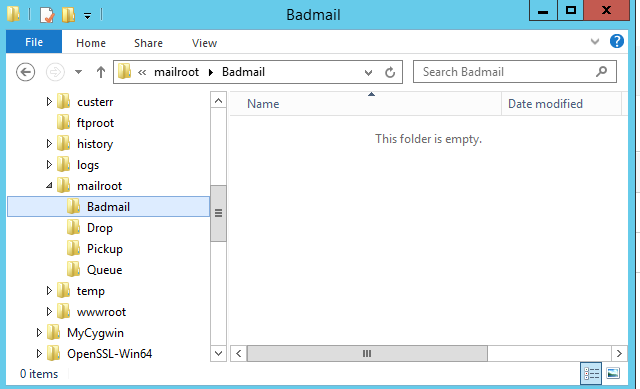 Badmail
File Home Share View
« mailroot Badmail Search Badmail
Name Date modified
This folder is empty.
custerr
ftproot
history
logs
mailroot
Badmail
Drop
Pickup
Queue
temp
wwwroot
MyCygwin
OpenSSL-Win64
0 items